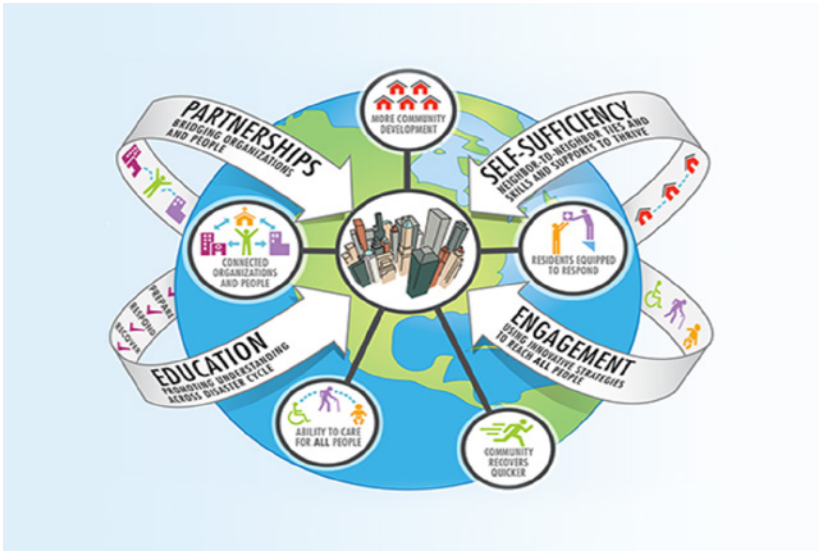 MORE COMMUNITY
DEVELOPMENT
PARTNERSHIPS
BRIDGING ORGANIZATIONS
AND PEOPLE
SELF-SUFFICIENCY
NEIGHBOR-TO-NEIGHBOR TIES AND
SKILLS AND SUPPORTS TO THRIVE
CONNECTED
ORGANIZATIONS
AND PEOPLE
RESIDENTS EQUIPPED
TO RESPOND
PREPARE
RESPOND
RECOVER
EDUCATION
PROMOTING UNDERSTANDING
ACROSS DISASTER CYCLE
ENGAGEMENT
USING INNOVATIVE STRATEGIES
TO REACH ALL PEOPLE
ABILITY TO CARE
FOR ALL PEOPLE
COMMUNITY
RECOVERS
QUICKER